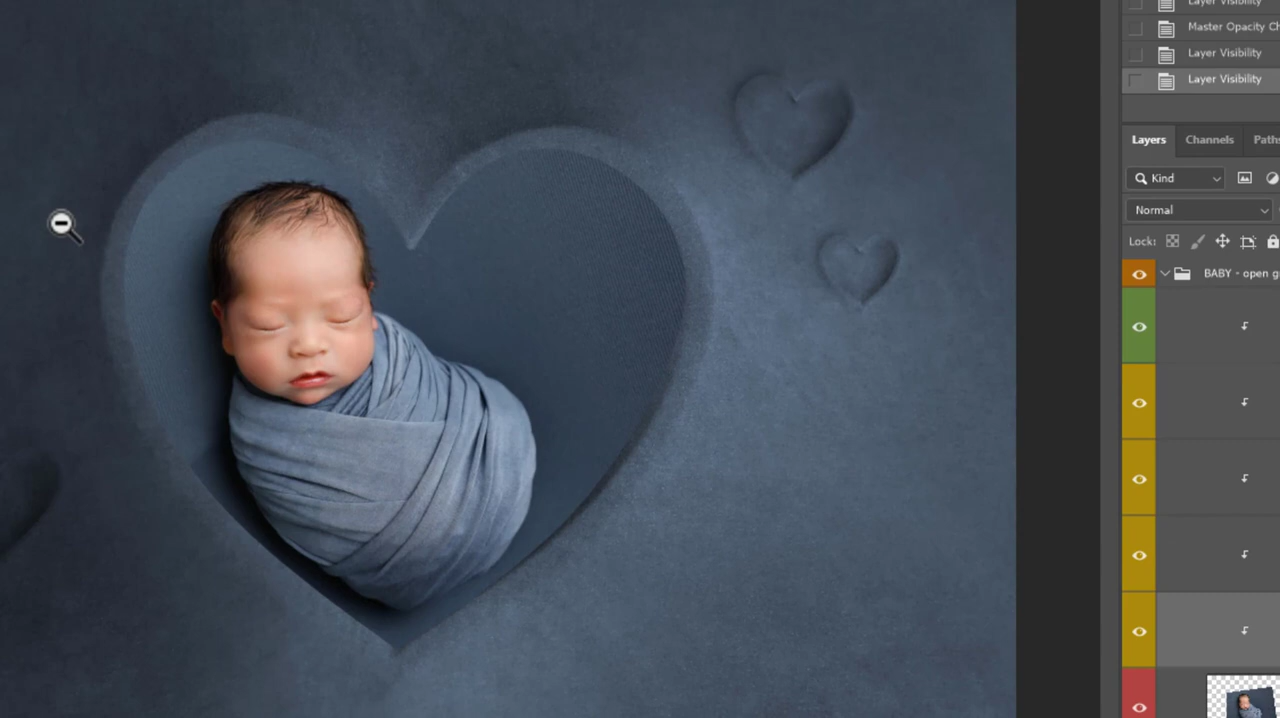 Layer Visibility
Master Opacity Ch
Layer Visibility
Layer Visibility
Layers Channels Paths
Kind
Normal
Lock:
BABY - open g